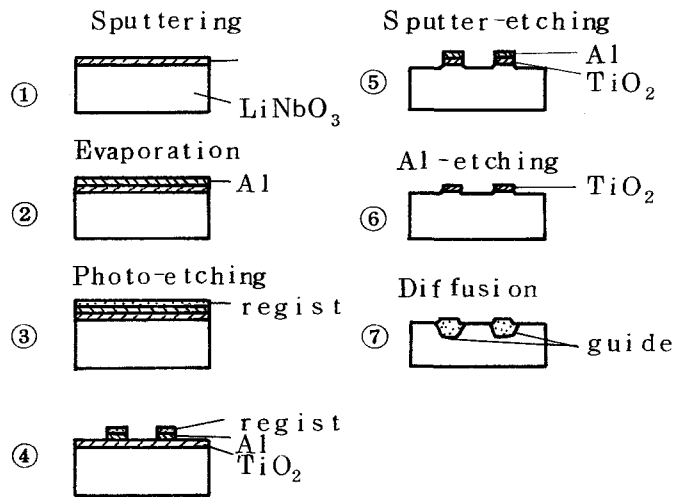 Sputtering
①
LiNbO3
Evaporation
Al
②
Photo-etching
regist
③
regist
Al
④
TiO2
Sputter-etching
Al
⑤
TiO2
Al-etching
TiO2
⑥
Diffusion
⑦
guide